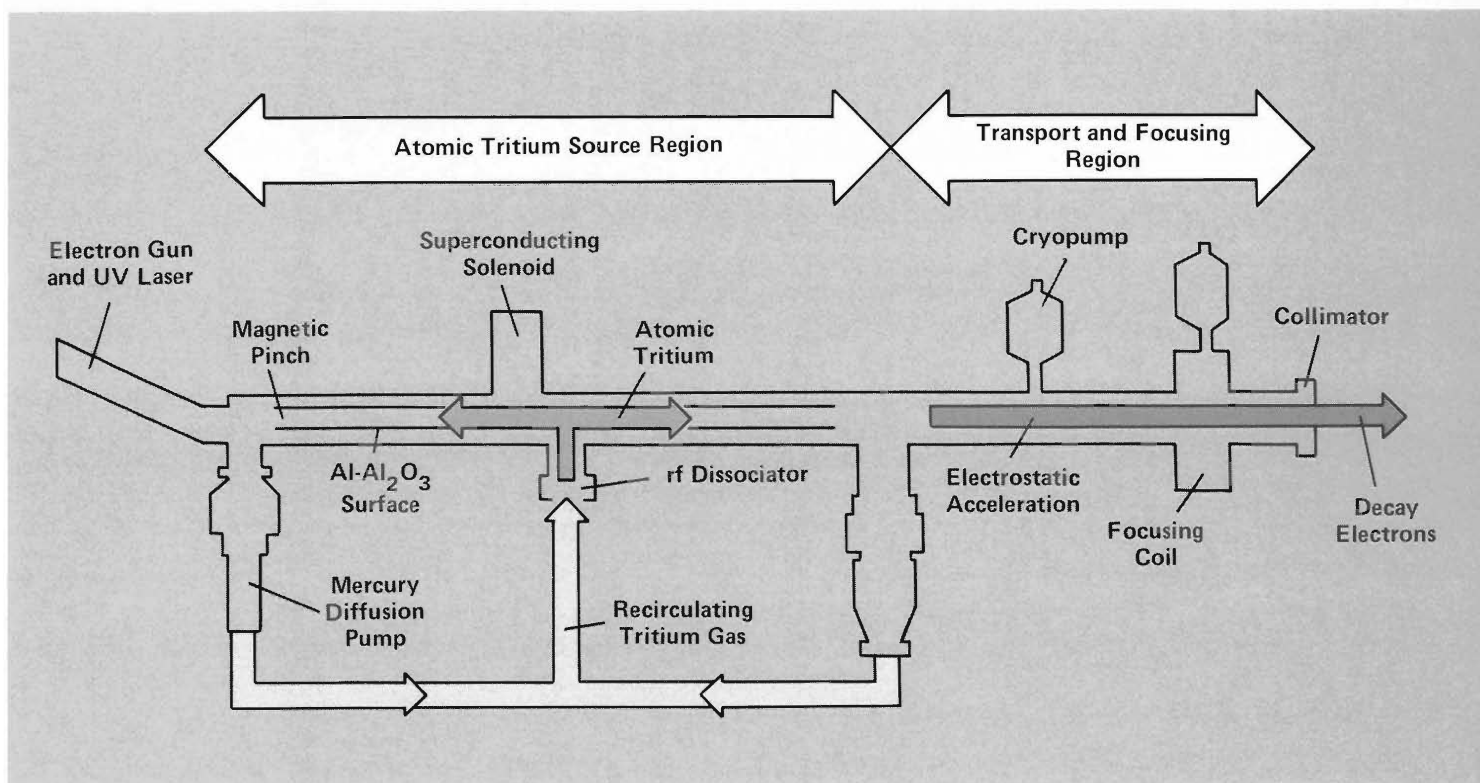 Atomic Tritium Source Region
Transport and Focusing
Region
Electron Gun
and UV Laser
Superconducting
Solenoid
Cryopump
Magnetic
Pinch
Atomic
Tritium
Collimator
Al-Al₂O₃
Surface
rf Dissociator
Electrostatic
Acceleration
Focusing
Coil
Decay
Electrons
Mercury
Diffusion
Pump
Recirculating
Tritium Gas